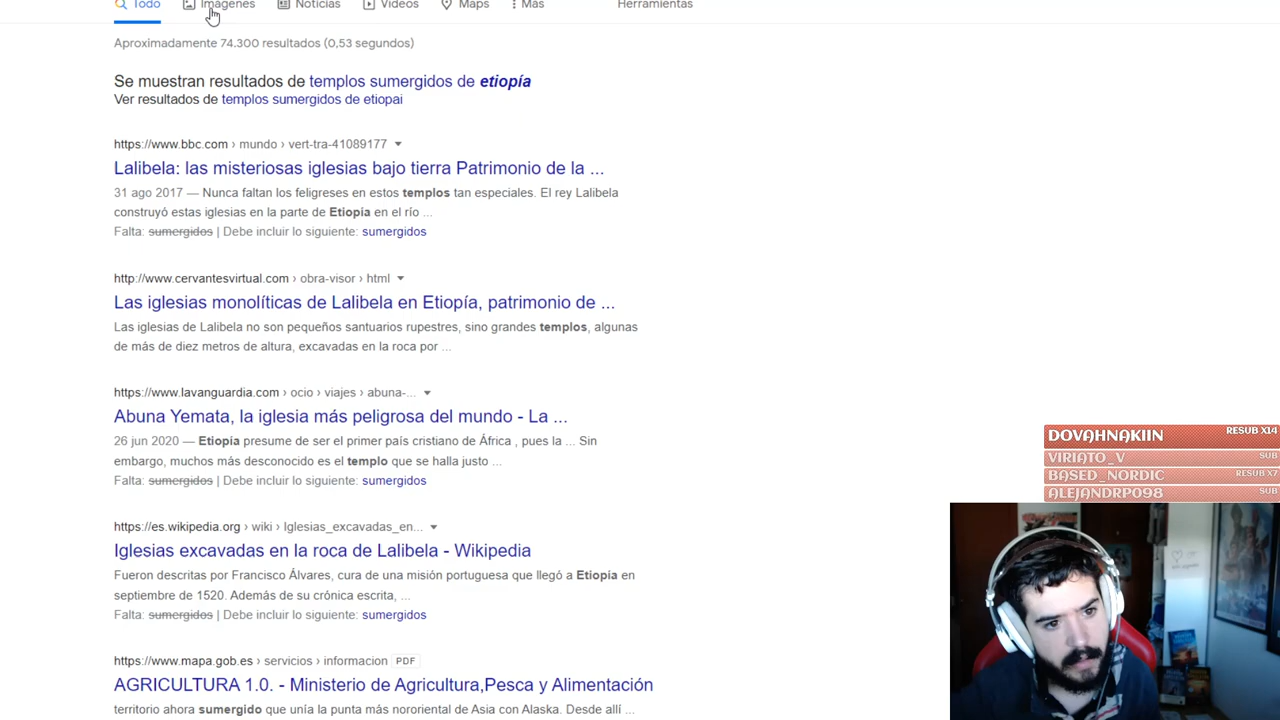 Todo Imágenes Noticias Vídeos Maps Más Herramientas
Aproximadamente 74.300 resultados (0,53 segundos)
Se muestran resultados de templos sumergidos de etiopía
Ver resultados de templos sumergidos de etiopai
https://www.bbc.com › mundo › vert-tra-41089177
Lalibela: las misteriosas iglesias bajo tierra Patrimonio de la ...
31 ago 2017 — Nunca faltan los feligreses en estos templos tan especiales. El rey Lalibela
construyó estas iglesias en la parte de Etiopía en el río ...
Falta: sumergidos | Debe incluir lo siguiente: sumergidos
http://www.cervantesvirtual.com › obra-visor › html
Las iglesias monolíticas de Lalibela en Etiopía, patrimonio de ...
Las iglesias de Lalibela no son pequeños santuarios rupestres, sino grandes templos, algunas
de más de diez metros de altura, excavadas en la roca por ...
https://www.lavanguardia.com › ocio › viajes › abuna-...
Abuna Yemata, la iglesia más peligrosa del mundo - La ...
26 jun 2020 — Etiopía presume de ser el primer país cristiano de África , pues la ... Sin
embargo, muchos más desconocido es el templo que se halla justo ...
Falta: sumergidos | Debe incluir lo siguiente: sumergidos
https://es.wikipedia.org › wiki › Iglesias_excavadas_en...
Iglesias excavadas en la roca de Lalibela - Wikipedia
Fueron descritas por Francisco Álvares, cura de una misión portuguesa que llegó a Etiopía en
septiembre de 1520. Además de su crónica escrita, ...
Falta: sumergidos | Debe incluir lo siguiente: sumergidos
https://www.mapa.gob.es › servicios › informacion PDF
AGRICULTURA 1.0. - Ministerio de Agricultura,Pesca y Alimentación
territorio ahora sumergido que unía la punta más nororiental de Asia con Alaska. Desde allí ...
DOVAHNAKIIN RESUB X14
VIRIATO_V SUB
BASED_NORDIC RESUB X7
ALEJANDRP098 SUB